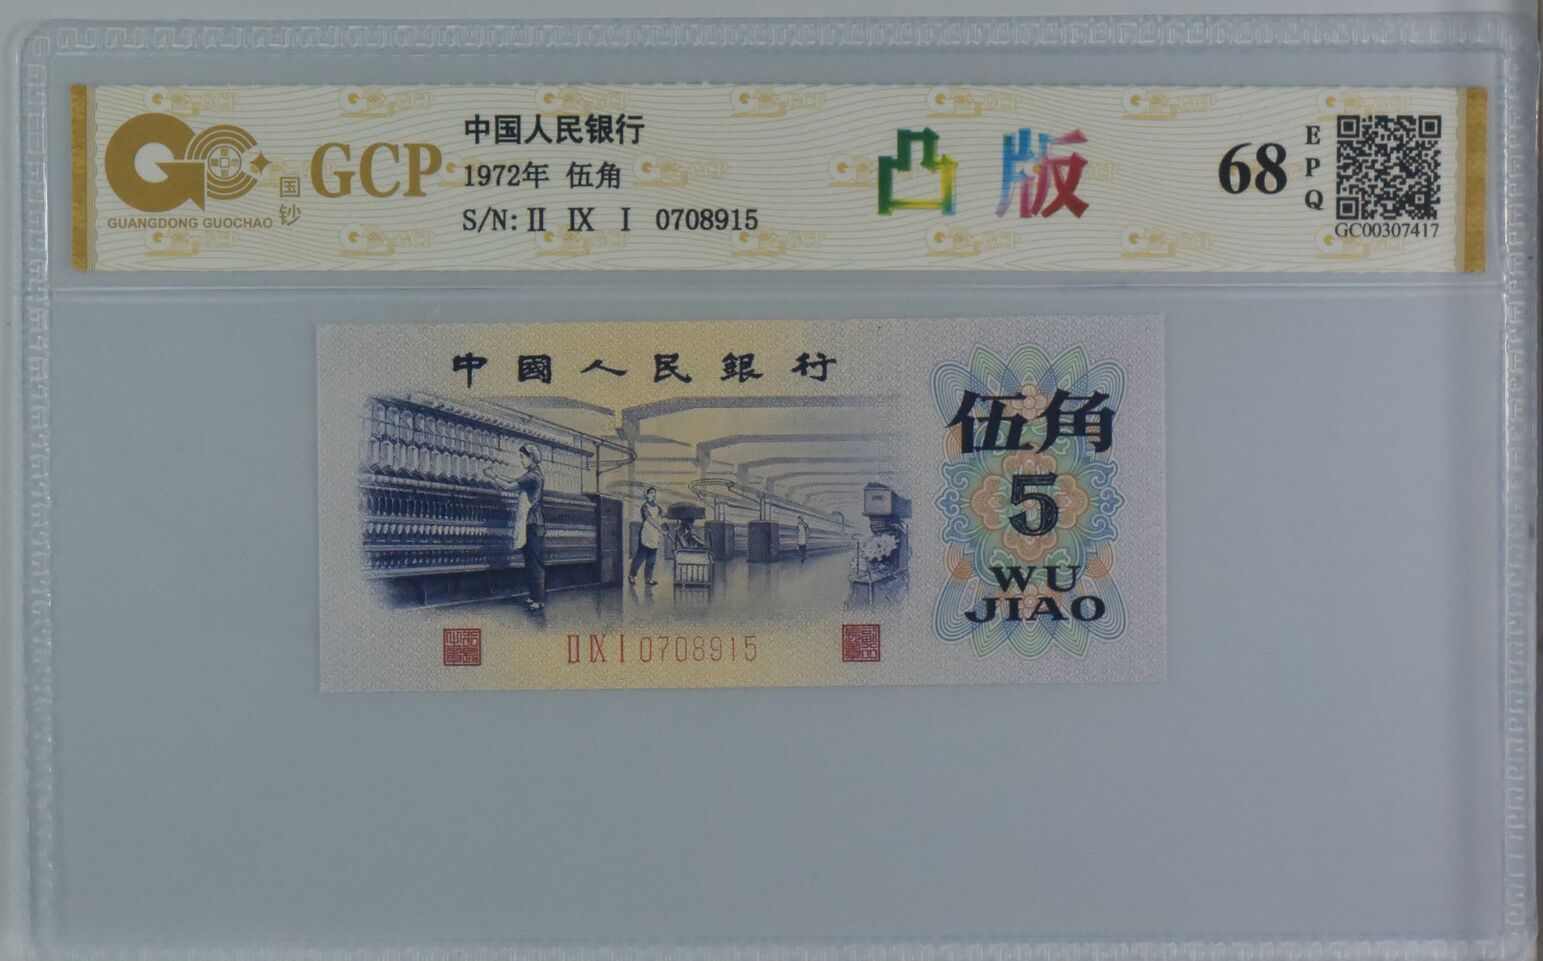 GUANGDONG GUOCHAO
国钞
GCP
中国人民银行
1972年 伍角
S/N: II IX I 0708915
凸版
68
EPQ
GC00307417
中國人民銀行
伍角
5
WU
JIAO
II IX I 0708915